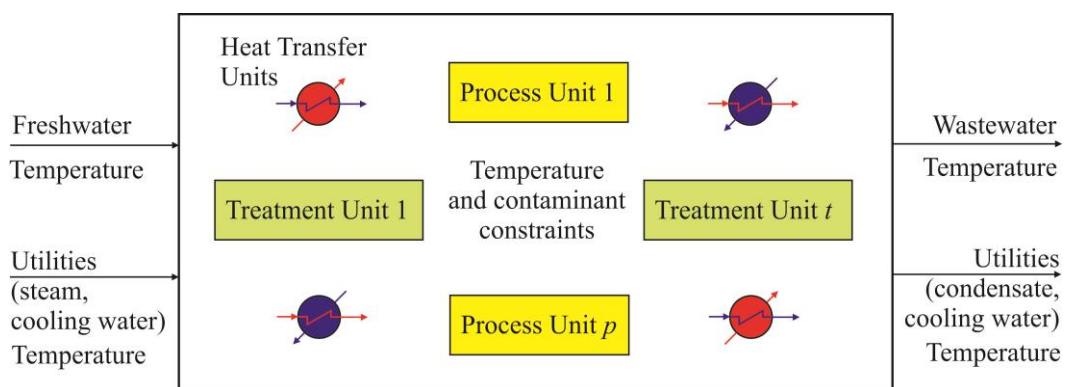 Heat Transfer
Units
Process Unit 1
Freshwater
Temperature
Wastewater
Temperature
Treatment Unit 1
Temperature
and contaminant
constraints
Treatment Unit t
Utilities
(steam,
cooling water)
Temperature
Process Unit p
Utilities
(condensate,
cooling water)
Temperature